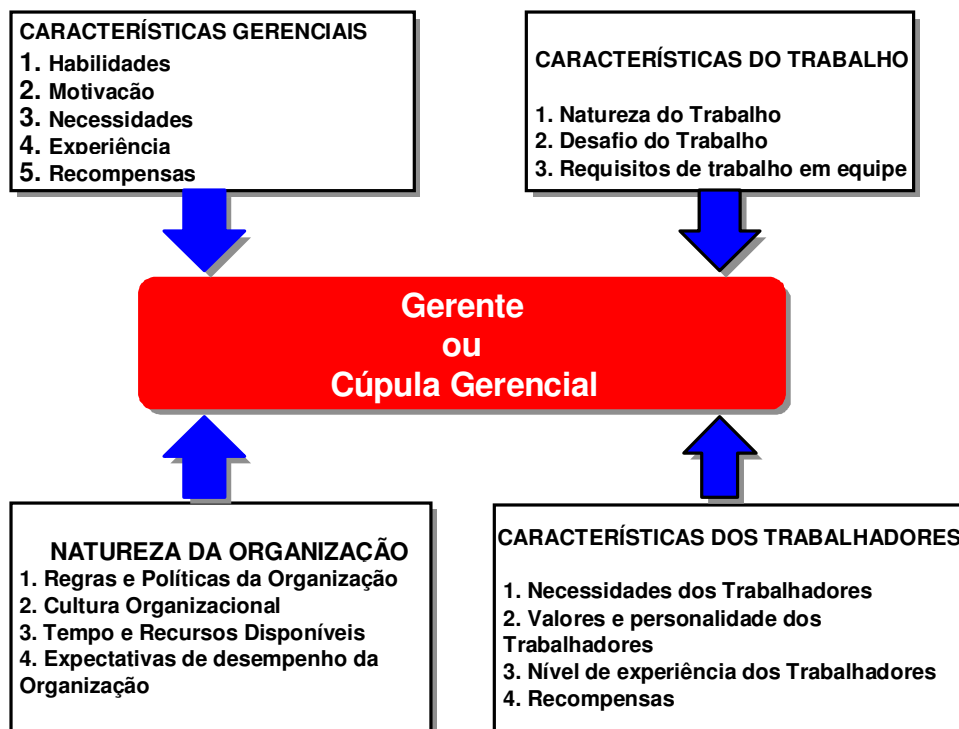 CARACTERÍSTICAS GERENCIAIS
1. Habilidades
2. Motivacão
3. Necessidades
4. Experiência
5. Recompensas
CARACTERÍSTICAS DO TRABALHO
1. Natureza do Trabalho
2. Desafio do Trabalho
3. Requisitos de trabalho em equipe
Gerente
ou
Cúpula Gerencial
NATUREZA DA ORGANIZAÇÃO
1. Regras e Políticas da Organização
2. Cultura Organizacional
3. Tempo e Recursos Disponíveis
4. Expectativas de desempenho da
Organização
CARACTERÍSTICAS DOS TRABALHADORES
1. Necessidades dos Trabalhadores
2. Valores e personalidade dos
Trabalhadores
3. Nível de experiência dos Trabalhadores
4. Recompensas